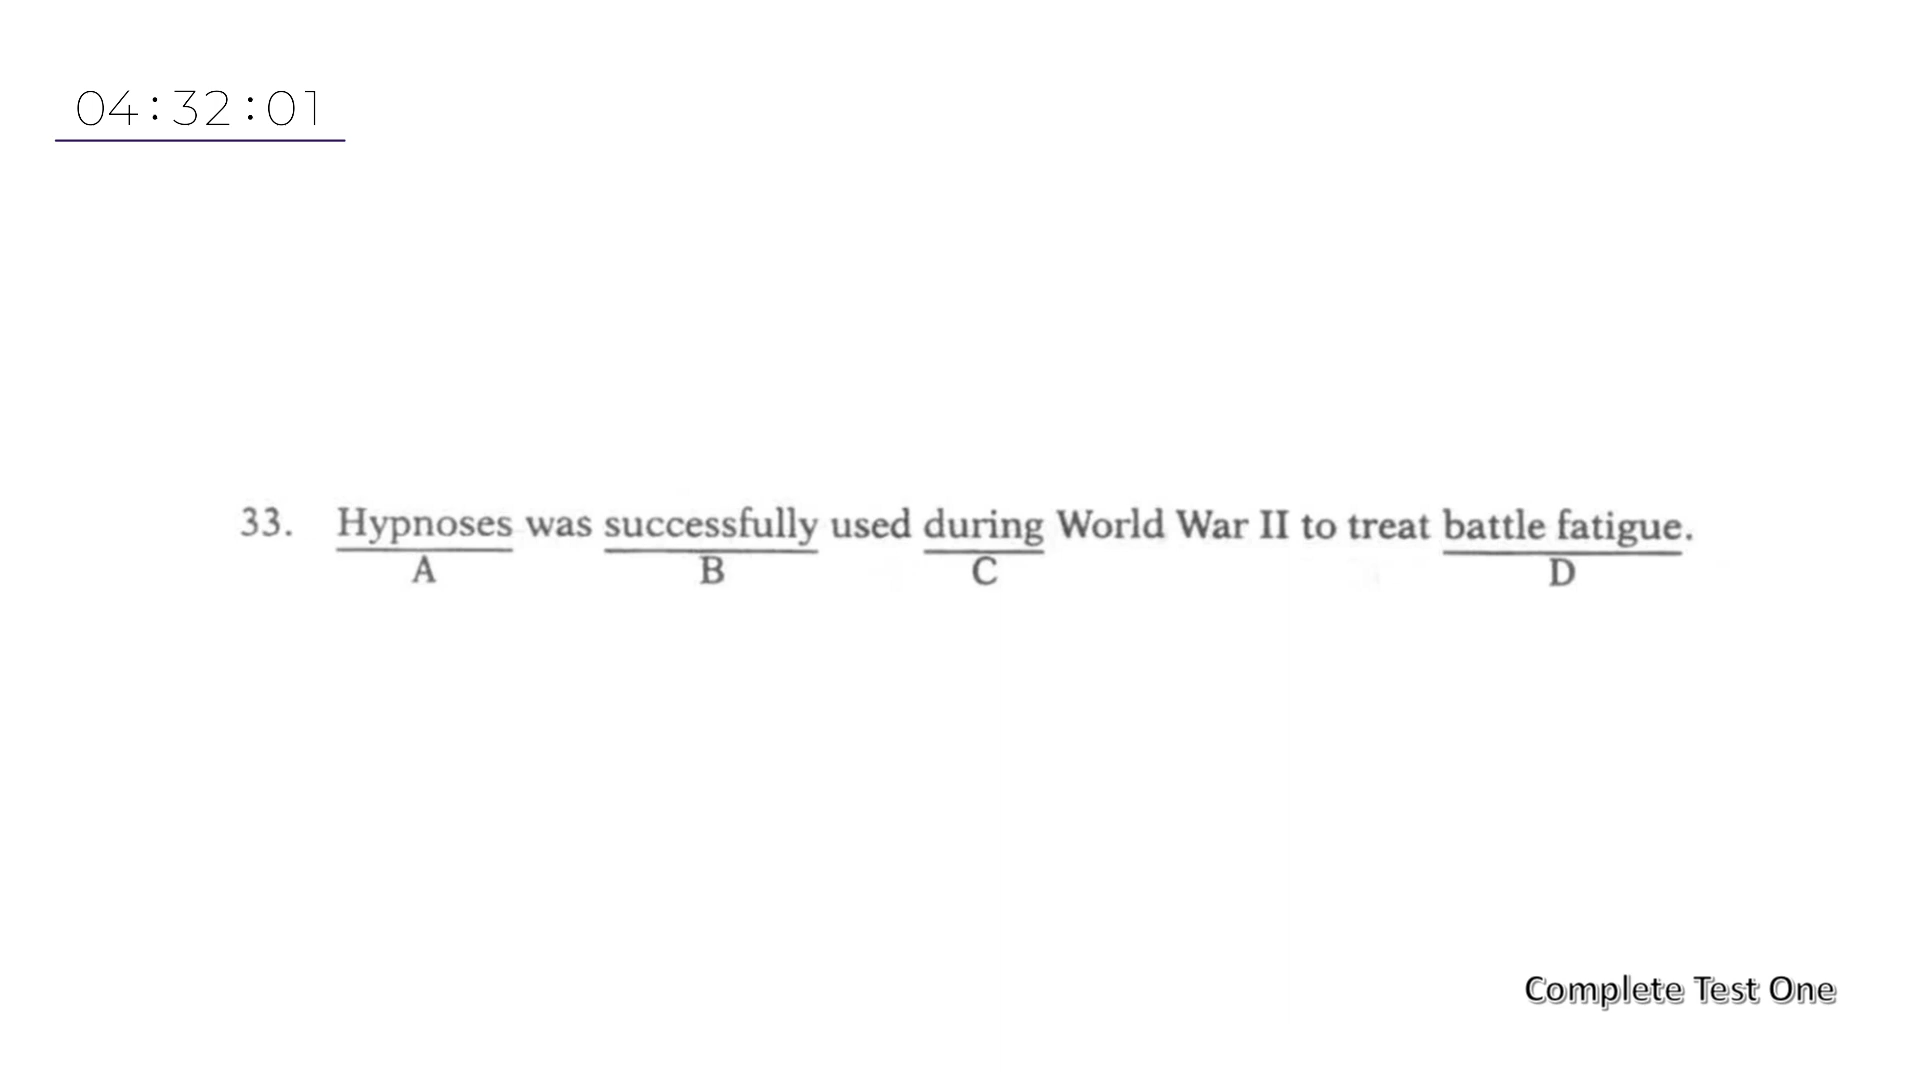 04:32:01
33. Hypnoses was successfully used during World War II to treat battle fatigue.
A B C D
Complete Test One